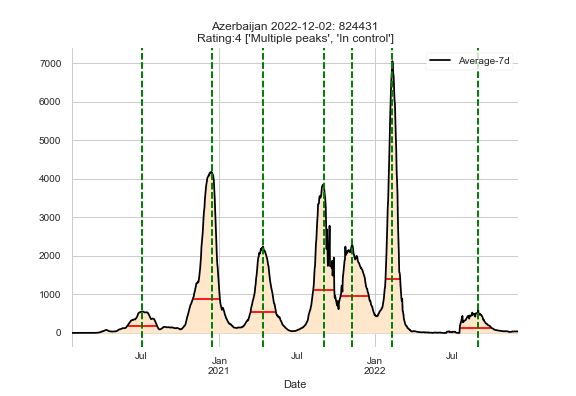 Azerbaijan 2022-12-02: 824431
Rating:4 ['Multiple peaks', 'In control']
Average-7d
7000
6000
5000
4000
3000
2000
1000
0
Jul
Jan
2021
Jul
Jan
2022
Jul
Date